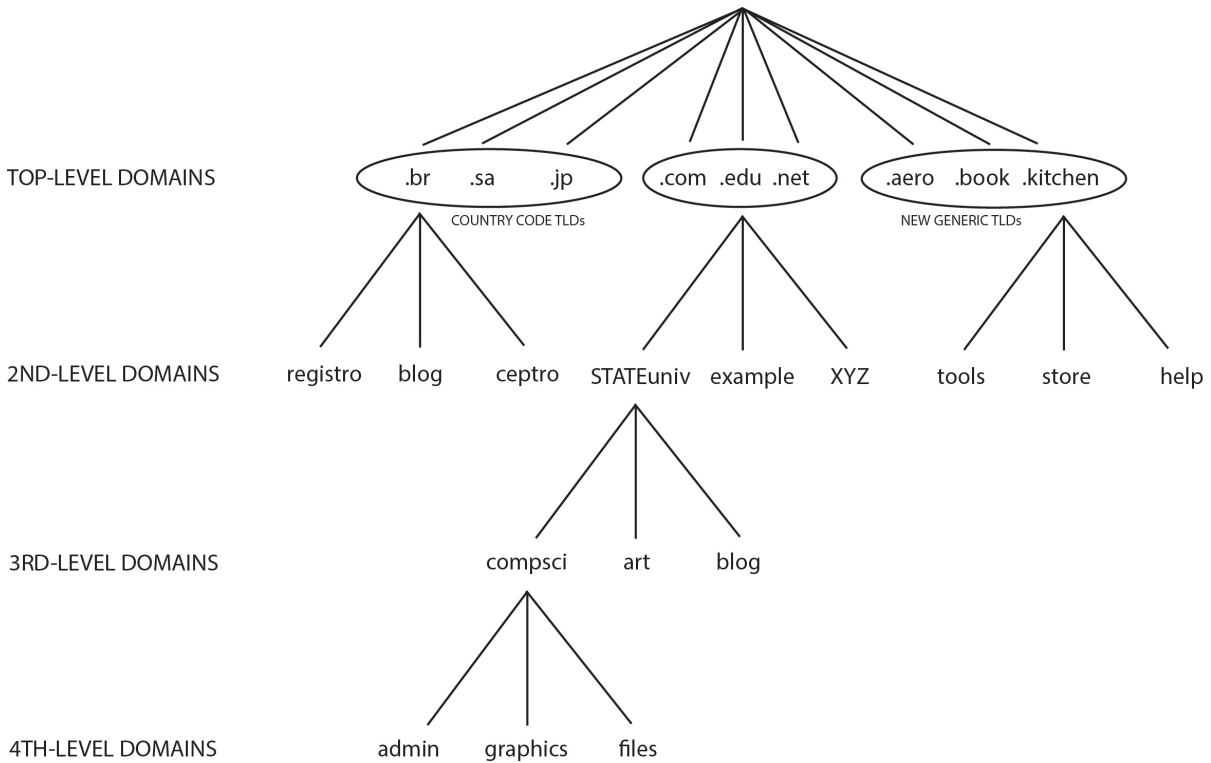 TOP-LEVEL DOMAINS .br .sa .jp .com .edu .net .aero .book .kitchen
COUNTRY CODE TLDs NEW GENERIC TLDs
2ND-LEVEL DOMAINS registro blog ceptro STATEuniv example XYZ tools store help
3RD-LEVEL DOMAINS compsci art blog
4TH-LEVEL DOMAINS admin graphics files